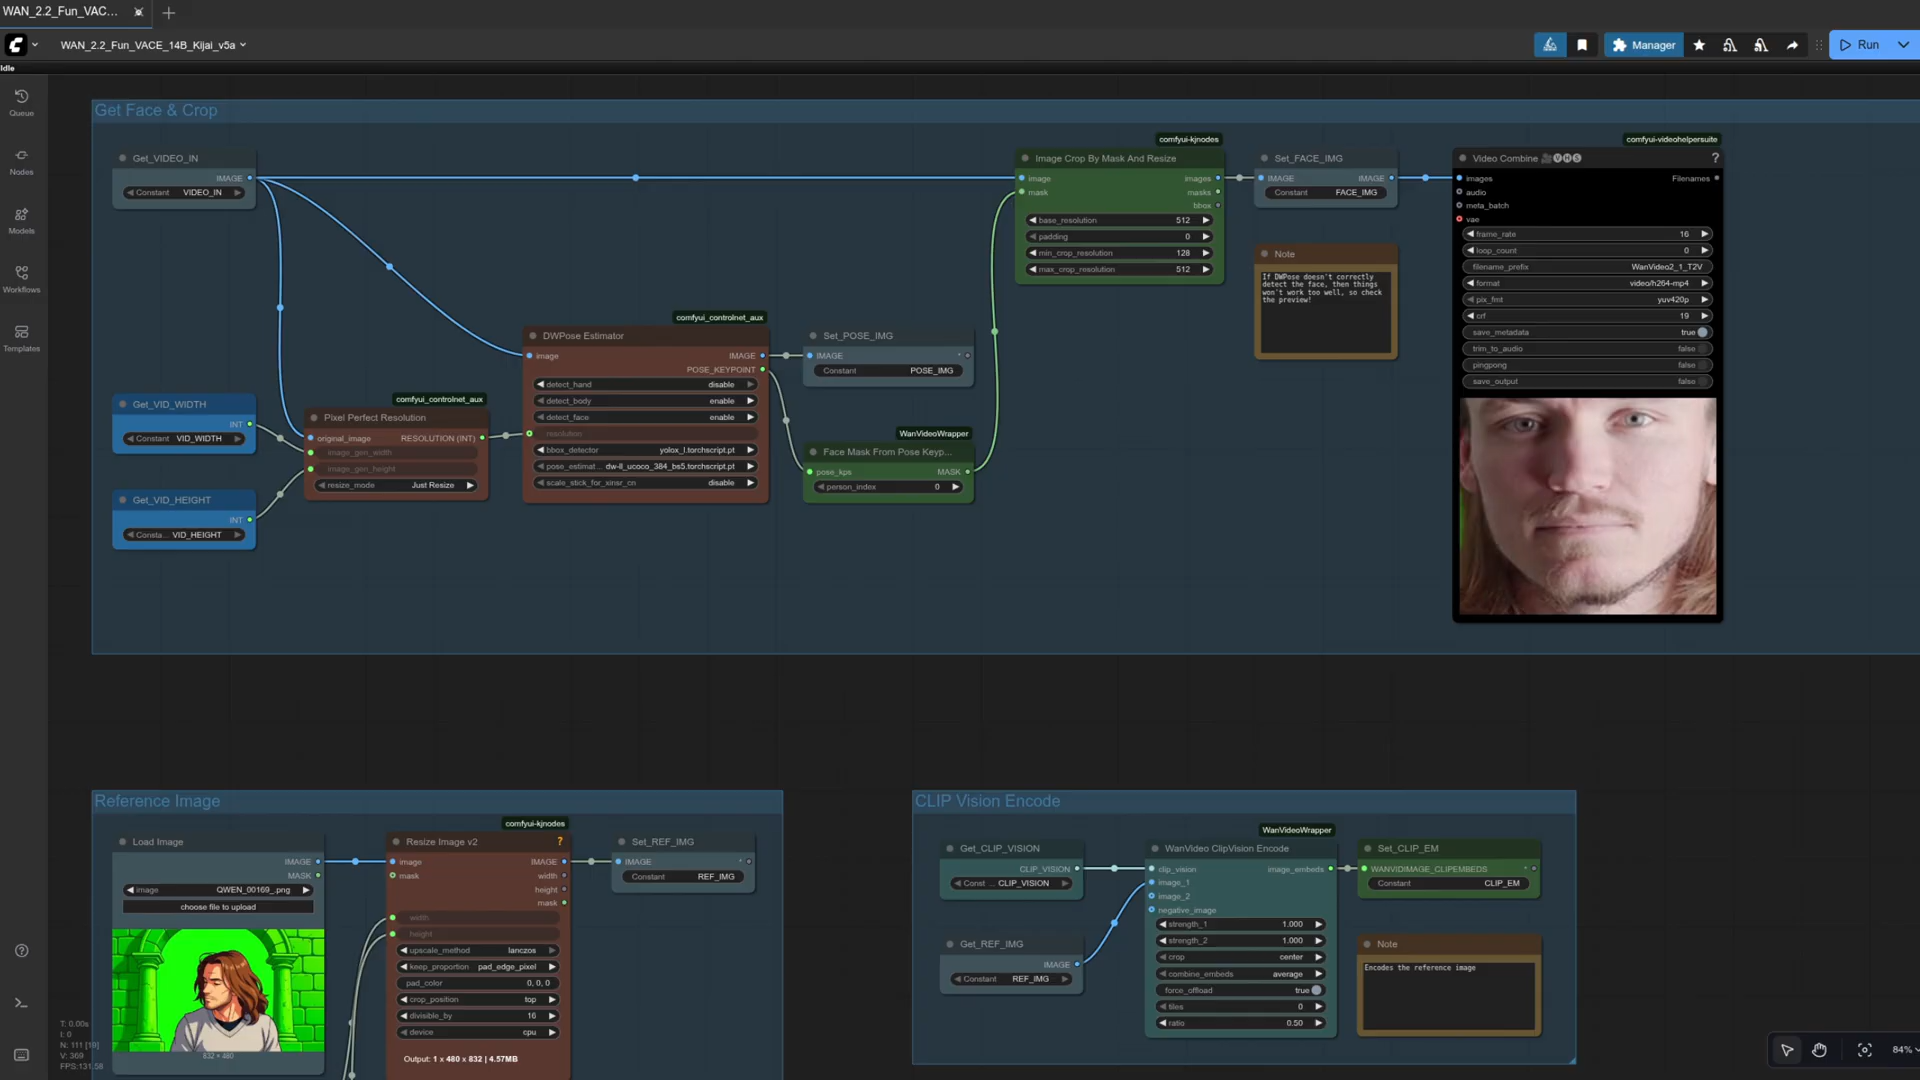 WAN_2.2_Fun_VAC...
WAN_2.2_Fun_VACE_14B_Kijai_v5a
Manager
Run
Idle
Queue
Nodes
Models
Workflows
Templates
Get Face & Crop
Get_VIDEO_IN
IMAGE
Constant VIDEO_IN
Get_VID_WIDTH
INT
Constant VID_WIDTH
Get_VID_HEIGHT
INT
Consta... VID_HEIGHT
comfyui_controlnet_aux
Pixel Perfect Resolution
original_image RESOLUTION (INT)
image_gen_width
image_gen_height
resize_mode Just Resize
comfyui_controlnet_aux
DWPose Estimator
image IMAGE
POSE_KEYPOINT
detect_hand disable
detect_body enable
detect_face enable
resolution
bbox_detector yolox_l.torchscript.pt
pose_estimat... dw-ll_ucoco_384_bs5.torchscript.pt
scale_stick_for_xinsr_cn disable
Set_POSE_IMG
IMAGE *
Constant POSE_IMG
WanVideoWrapper
Face Mask From Pose Keyp...
pose_kps MASK
person_index 0
comfyui-kjnodes
Image Crop By Mask And Resize
image images
mask masks
bbox
base_resolution 512
padding 0
min_crop_resolution 128
max_crop_resolution 512
Set_FACE_IMG
IMAGE IMAGE
Constant FACE_IMG
Note
If DWPose doesn't correctly
detect the face, then things
won't work too well, so check
the preview!
comfyui-videohelpersuite
Video Combine 🎥🅥🅗🅢 ?
images Filenames
audio
meta_batch
vae
frame_rate 16
loop_count 0
filename_prefix WanVideo2_1_T2V
format video/h264-mp4
pix_fmt yuv420p
crf 19
save_metadata true
trim_to_audio false
pingpong false
save_output false
Reference Image
Load Image
IMAGE
MASK
image QWEN_00169_.png
choose file to upload
832 × 480
comfyui-kjnodes
Resize Image v2 ?
image IMAGE
mask width
height
mask
width
height
upscale_method lanczos
keep_proportion pad_edge_pixel
pad_color 0, 0, 0
crop_position top
divisible_by 16
device cpu
Output: 1 x 480 x 832 | 4.57MB
Set_REF_IMG
IMAGE *
Constant REF_IMG
CLIP Vision Encode
Get_CLIP_VISION
CLIP_VISION
Const ... CLIP_VISION
Get_REF_IMG
IMAGE
Constant REF_IMG
WanVideoWrapper
WanVideo ClipVision Encode
clip_vision image_embeds
image_1
image_2
negative_image
strength_1 1.000
strength_2 1.000
crop center
combine_embeds average
force_offload true
tiles 0
ratio 0.50
Set_CLIP_EM
WANVIDIMAGE_CLIPEMBEDS *
Constant CLIP_EM
Note
Encodes the reference image
T: 0.00s
I: 0
N: 111 [19]
V: 369
FPS:131.58
84%